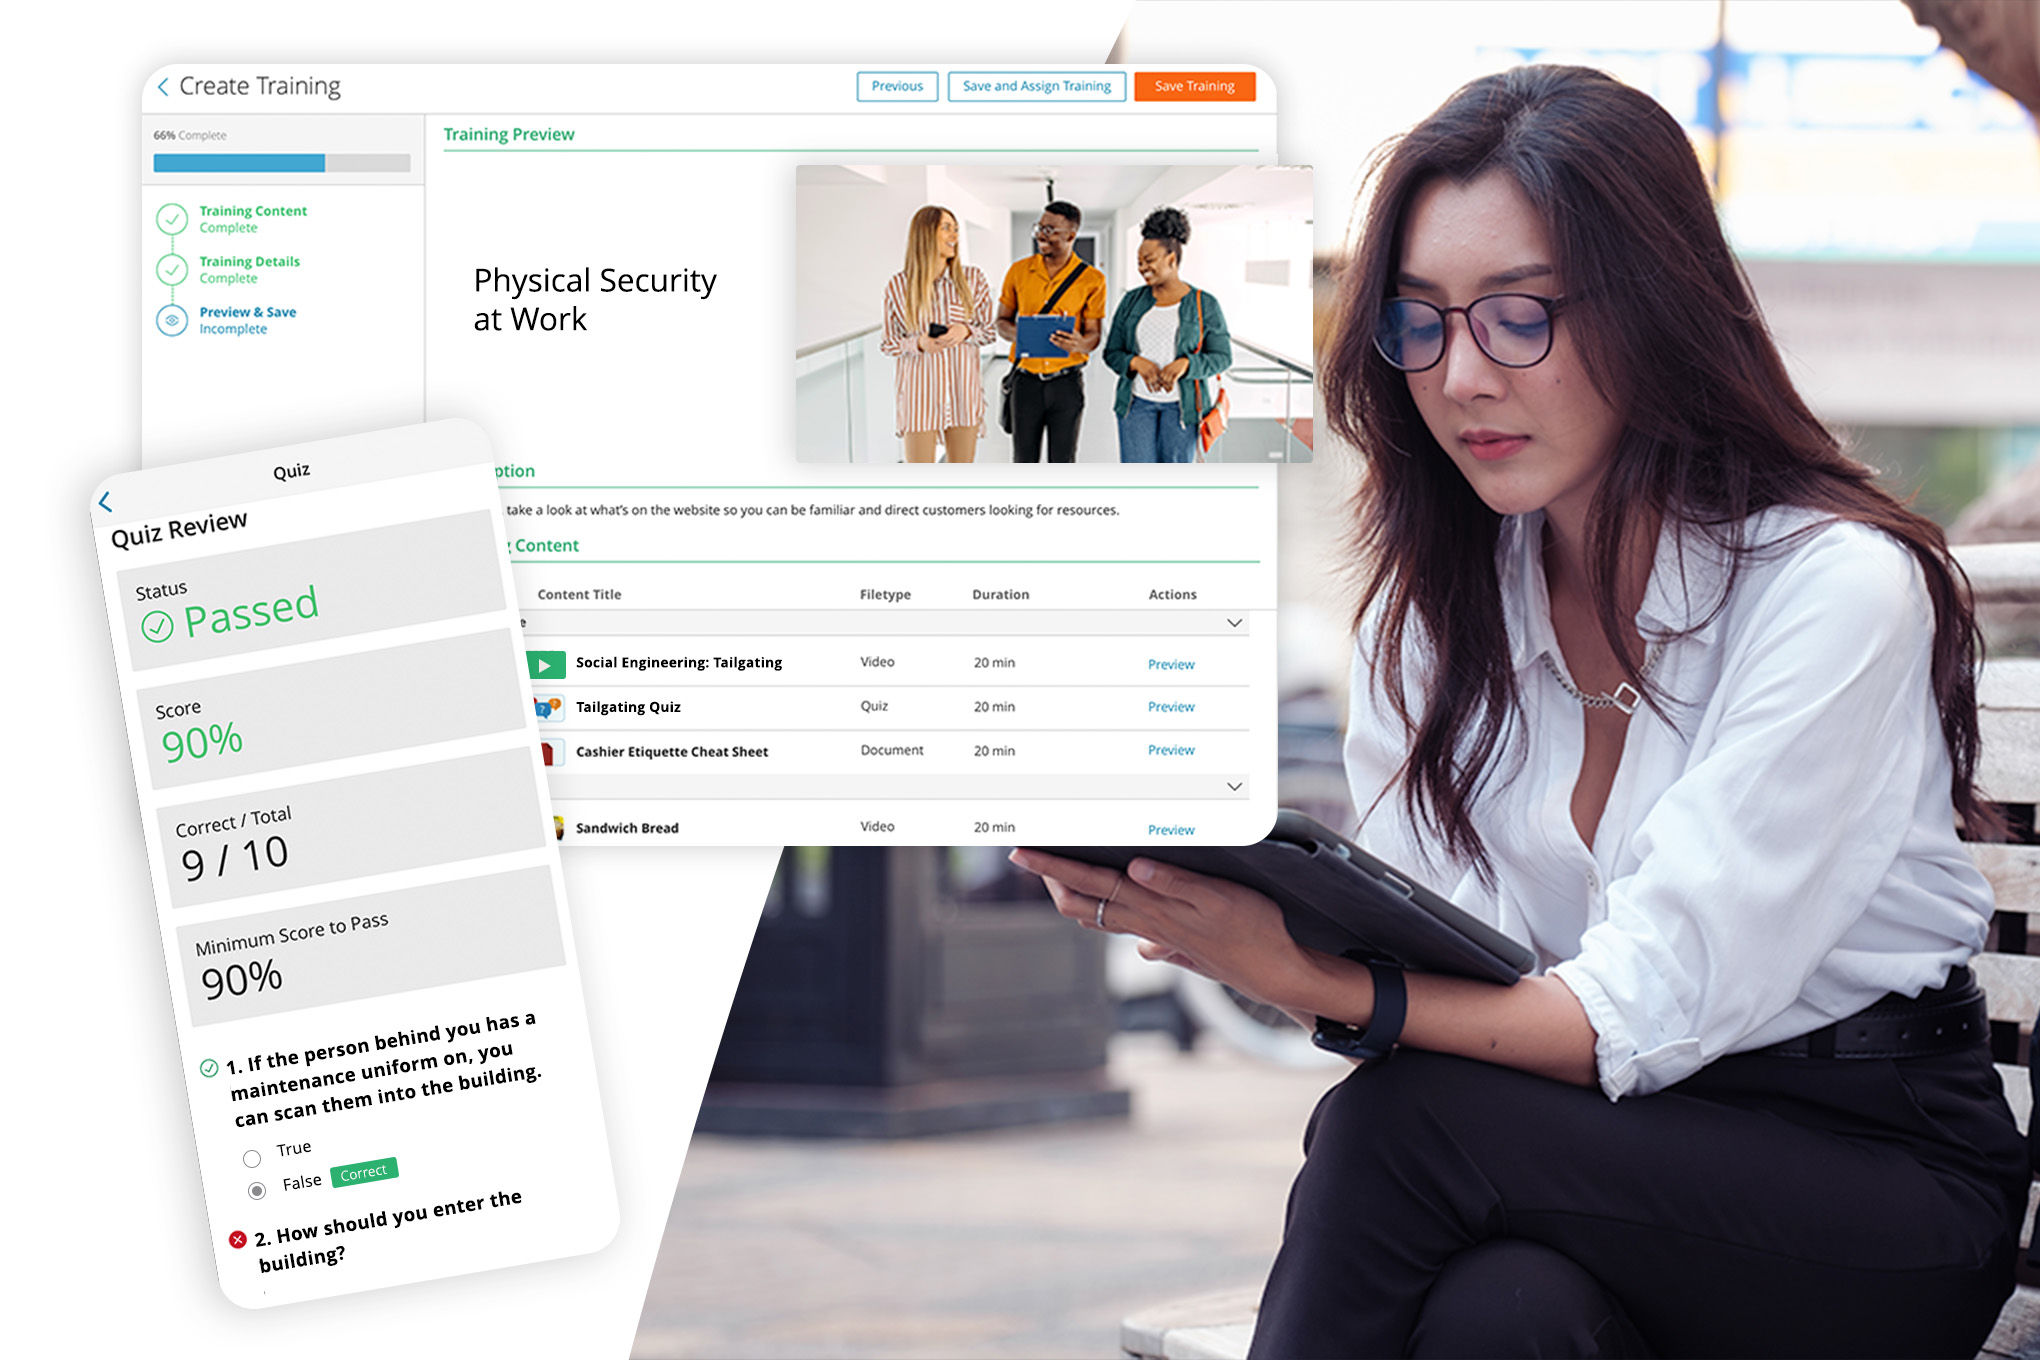 Create Training
Previous
Save and Assign Training
Save Training
66% Complete
Training Content
Complete
Training Details
Complete
Preview & Save
Incomplete
Training Preview
Physical Security
at Work
take a look at what's on the website so you can be familiar and direct customers looking for resources.
Content
Content Title Filetype Duration Actions
Social Engineering: Tailgating Video 20 min Preview
Tailgating Quiz Quiz 20 min Preview
Cashier Etiquette Cheat Sheet Document 20 min Preview
Sandwich Bread Video 20 min Preview
Quiz
Quiz Review
Status
Passed
Score
90%
Correct / Total
9 / 10
Minimum Score to Pass
90%
1. If the person behind you has a
maintenance uniform on, you
can scan them into the building.
True
False Correct
2. How should you enter the
building?